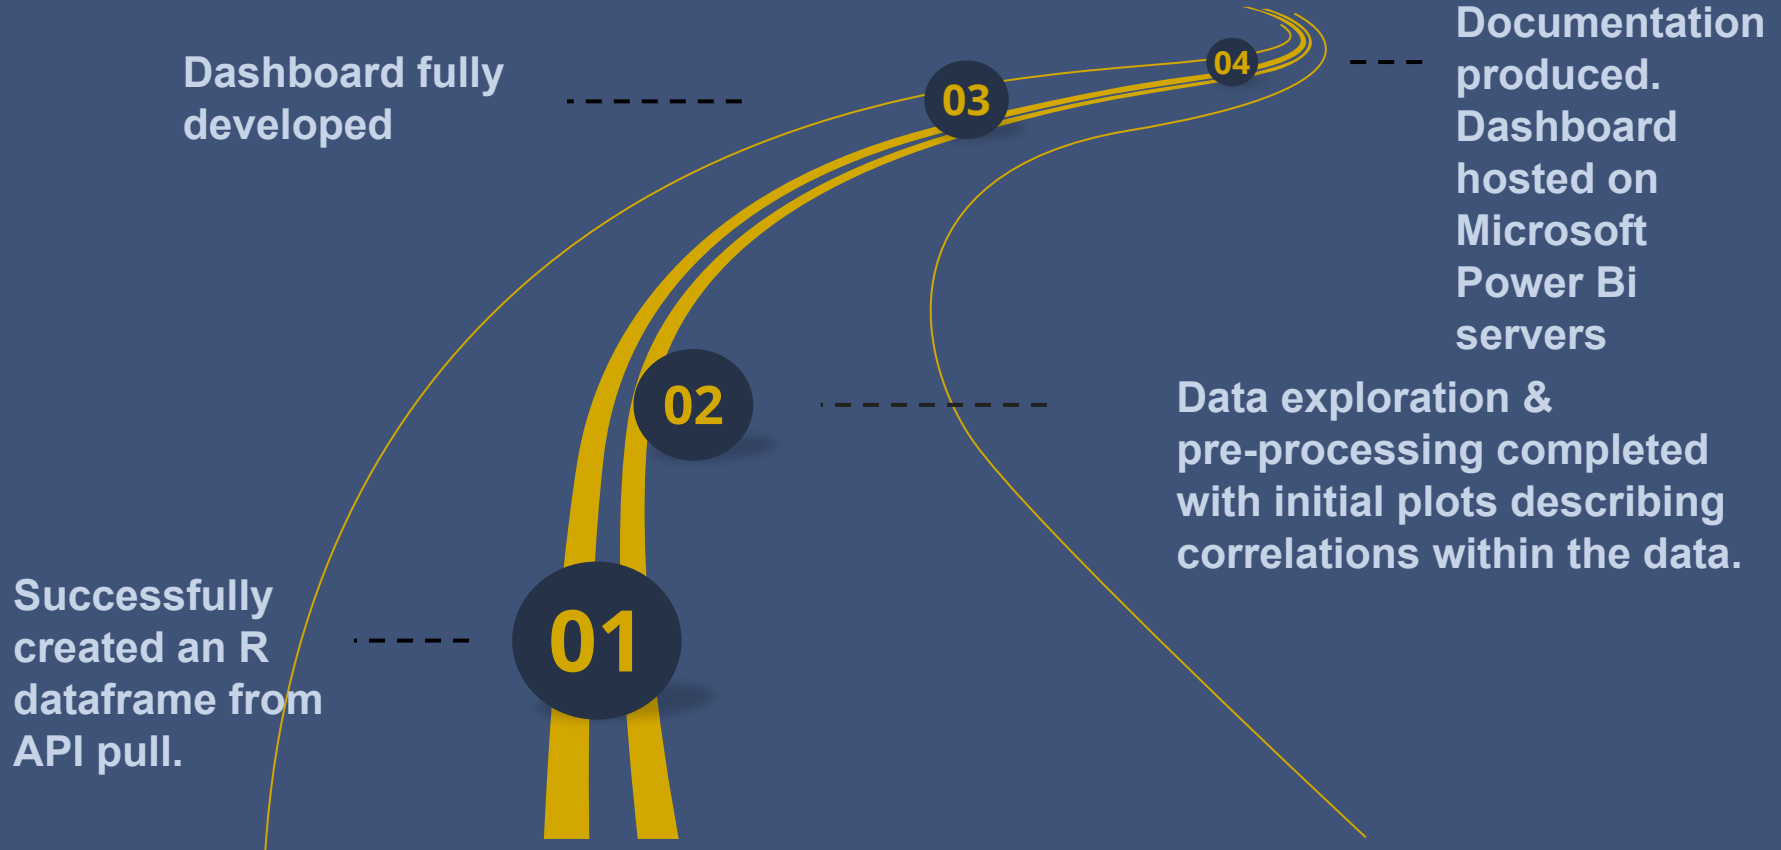 Dashboard fully
developed
03
04
Documentation
produced.
Dashboard
hosted on
Microsoft
Power Bi
servers
02
Data exploration &
pre-processing completed
with initial plots describing
correlations within the data.
Successfully
created an R
dataframe from
API pull.
01